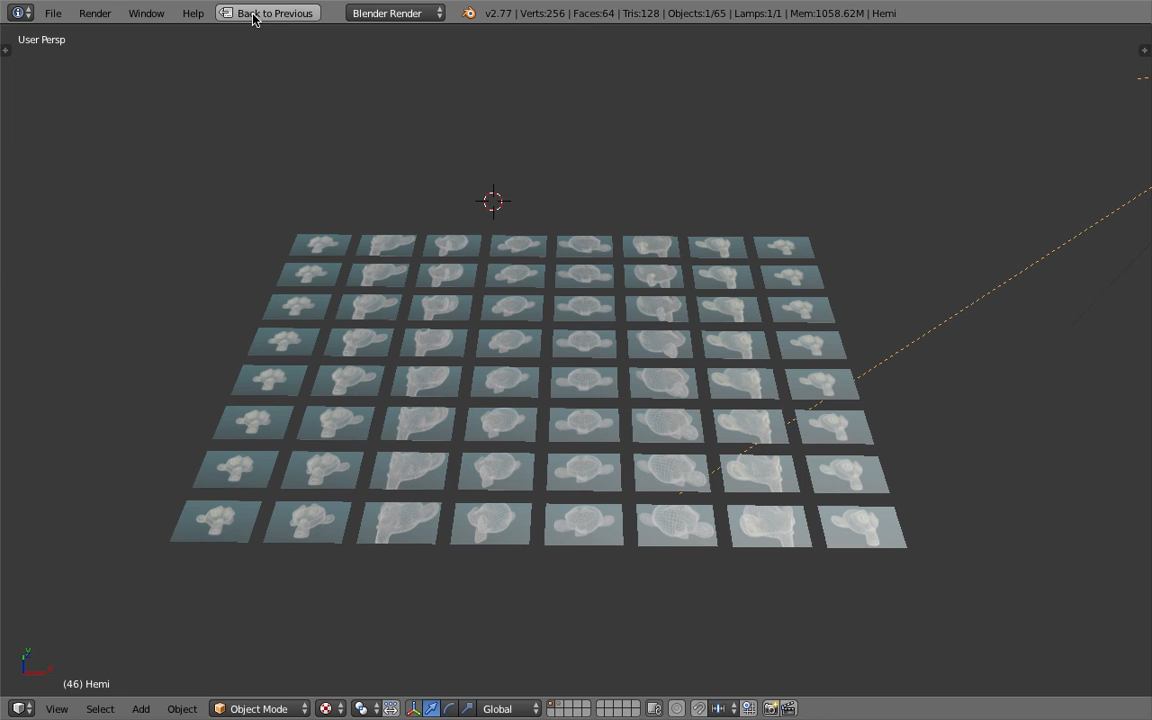 File Render Window Help Back to Previous Blender Render v2.77 | Verts:256 | Faces:64 | Tris:128 | Objects:1/65 | Lamps:1/1 | Mem:1058.62M | Hemi
User Persp
(46) Hemi
View Select Add Object Object Mode Global